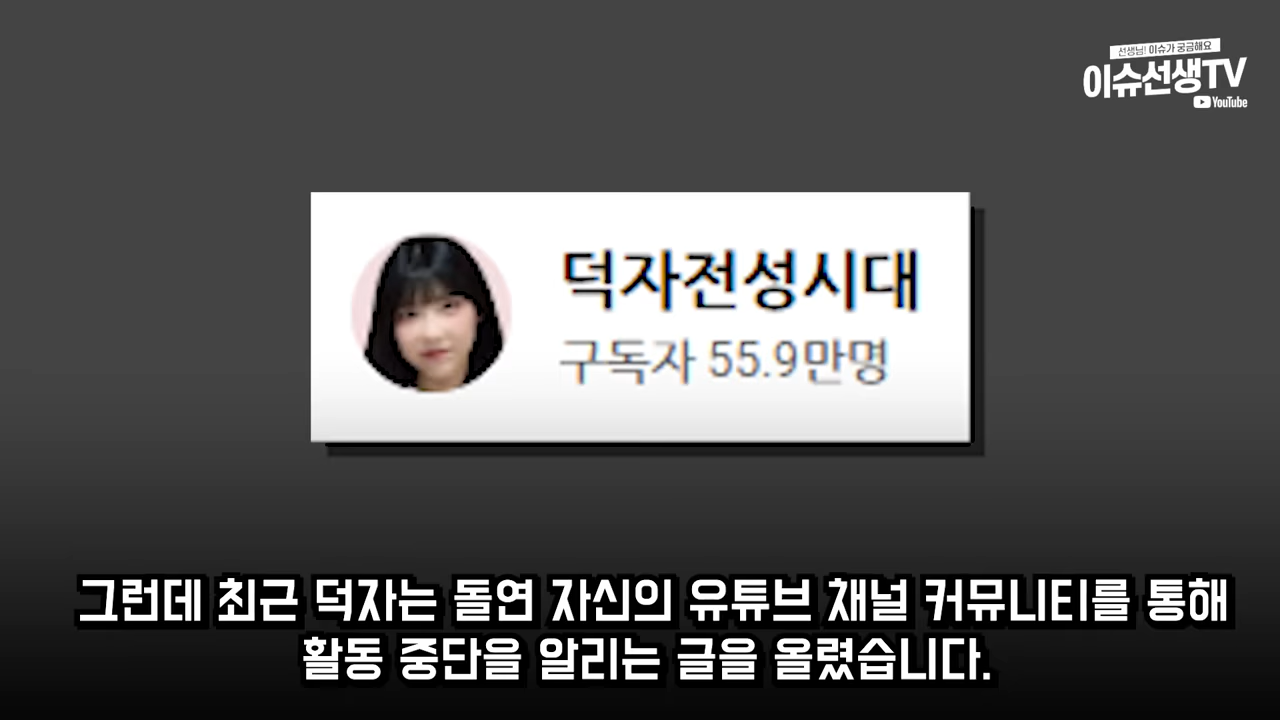 선생님! 이슈가 궁금해요
이슈선생TV
YouTube
덕자전성시대
구독자 55.9만명
그런데 최근 덕자는 돌연 자신의 유튜브 채널 커뮤니티를 통해
활동 중단을 알리는 글을 올렸습니다.